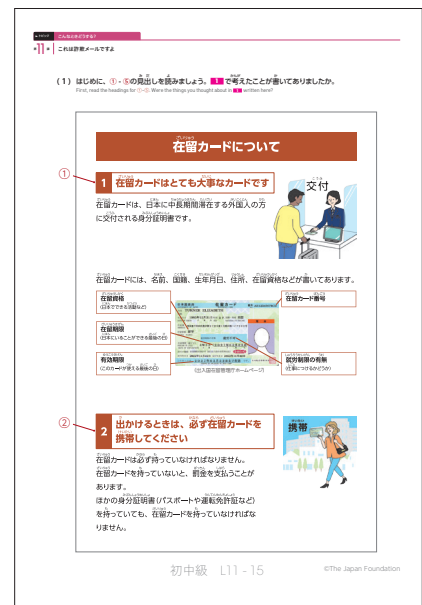 こんなときどうする?
11 これは詐欺メールですよ
(1) はじめに、①-⑤の見出しを読みましょう。1で考えたことが書いてありましたか。
First, read the headings for ①-⑤. Were the things you thought about in 1 written here?
在留カードについて
①
1 在留カードはとても大事なカードです
交付
在留カードは、日本に中長期間滞在する外国人の方
に交付される身分証明書です。
在留カードには、名前、国籍、生年月日、住所、在留資格などが書いてあります。
在留資格
(日本でできる活動など)
在留カード番号
在留期限
(日本にいることができる最後の日)
有効期限
(このカードが使える最後の日)
就労制限の有無
(仕事につけるかどうか)
(出入国在留管理庁ホームページ)
②
2 出かけるときは、必ず在留カードを
携帯してください
携帯
在留カードは必ず持っていなければなりません。
在留カードを持っていないと、罰金を支払うことが
あります。
ほかの身分証明書(パスポートや運転免許証など)
を持っていても、在留カードを持っていなければな
りません。
初中級 L11 - 15
©The Japan Foundation